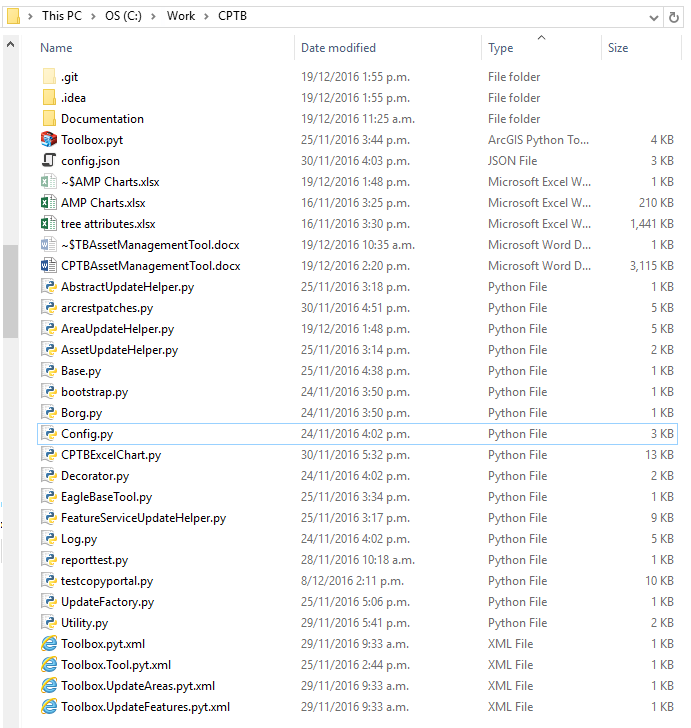 This PC > OS (C:) > Work > CPTB
Name Date modified Type Size
.git 19/12/2016 1:55 p.m. File folder
.idea 19/12/2016 1:55 p.m. File folder
Documentation 19/12/2016 11:25 a.m. File folder
Toolbox.pyt 25/11/2016 3:44 p.m. ArcGIS Python To... 4 KB
config.json 30/11/2016 4:03 p.m. JSON File 3 KB
~$AMP Charts.xlsx 19/12/2016 1:48 p.m. Microsoft Excel W... 1 KB
AMP Charts.xlsx 16/11/2016 3:25 p.m. Microsoft Excel W... 210 KB
tree attributes.xlsx 16/11/2016 3:30 p.m. Microsoft Excel W... 1,441 KB
~$TBAssetManagementTool.docx 19/12/2016 10:35 a.m. Microsoft Word D... 1 KB
CPTBAssetManagementTool.docx 19/12/2016 2:20 p.m. Microsoft Word D... 3,115 KB
AbstractUpdateHelper.py 25/11/2016 3:18 p.m. Python File 1 KB
arcrestpatches.py 30/11/2016 4:51 p.m. Python File 5 KB
AreaUpdateHelper.py 19/12/2016 1:48 p.m. Python File 5 KB
AssetUpdateHelper.py 25/11/2016 3:14 p.m. Python File 2 KB
Base.py 25/11/2016 4:38 p.m. Python File 1 KB
bootstrap.py 24/11/2016 3:50 p.m. Python File 1 KB
Borg.py 24/11/2016 3:50 p.m. Python File 1 KB
Config.py 24/11/2016 4:02 p.m. Python File 3 KB
CPTBExcelChart.py 30/11/2016 5:32 p.m. Python File 13 KB
Decorator.py 24/11/2016 4:02 p.m. Python File 2 KB
EagleBaseTool.py 25/11/2016 3:34 p.m. Python File 1 KB
FeatureServiceUpdateHelper.py 25/11/2016 3:17 p.m. Python File 9 KB
Log.py 24/11/2016 4:02 p.m. Python File 5 KB
reporttest.py 28/11/2016 10:18 a.m. Python File 1 KB
testcopyportal.py 8/12/2016 2:11 p.m. Python File 10 KB
UpdateFactory.py 25/11/2016 5:06 p.m. Python File 1 KB
Utility.py 29/11/2016 5:41 p.m. Python File 2 KB
Toolbox.pyt.xml 29/11/2016 9:33 a.m. XML File 1 KB
Toolbox.Tool.pyt.xml 25/11/2016 2:44 p.m. XML File 1 KB
Toolbox.UpdateAreas.pyt.xml 29/11/2016 9:33 a.m. XML File 1 KB
Toolbox.UpdateFeatures.pyt.xml 29/11/2016 9:33 a.m. XML File 1 KB